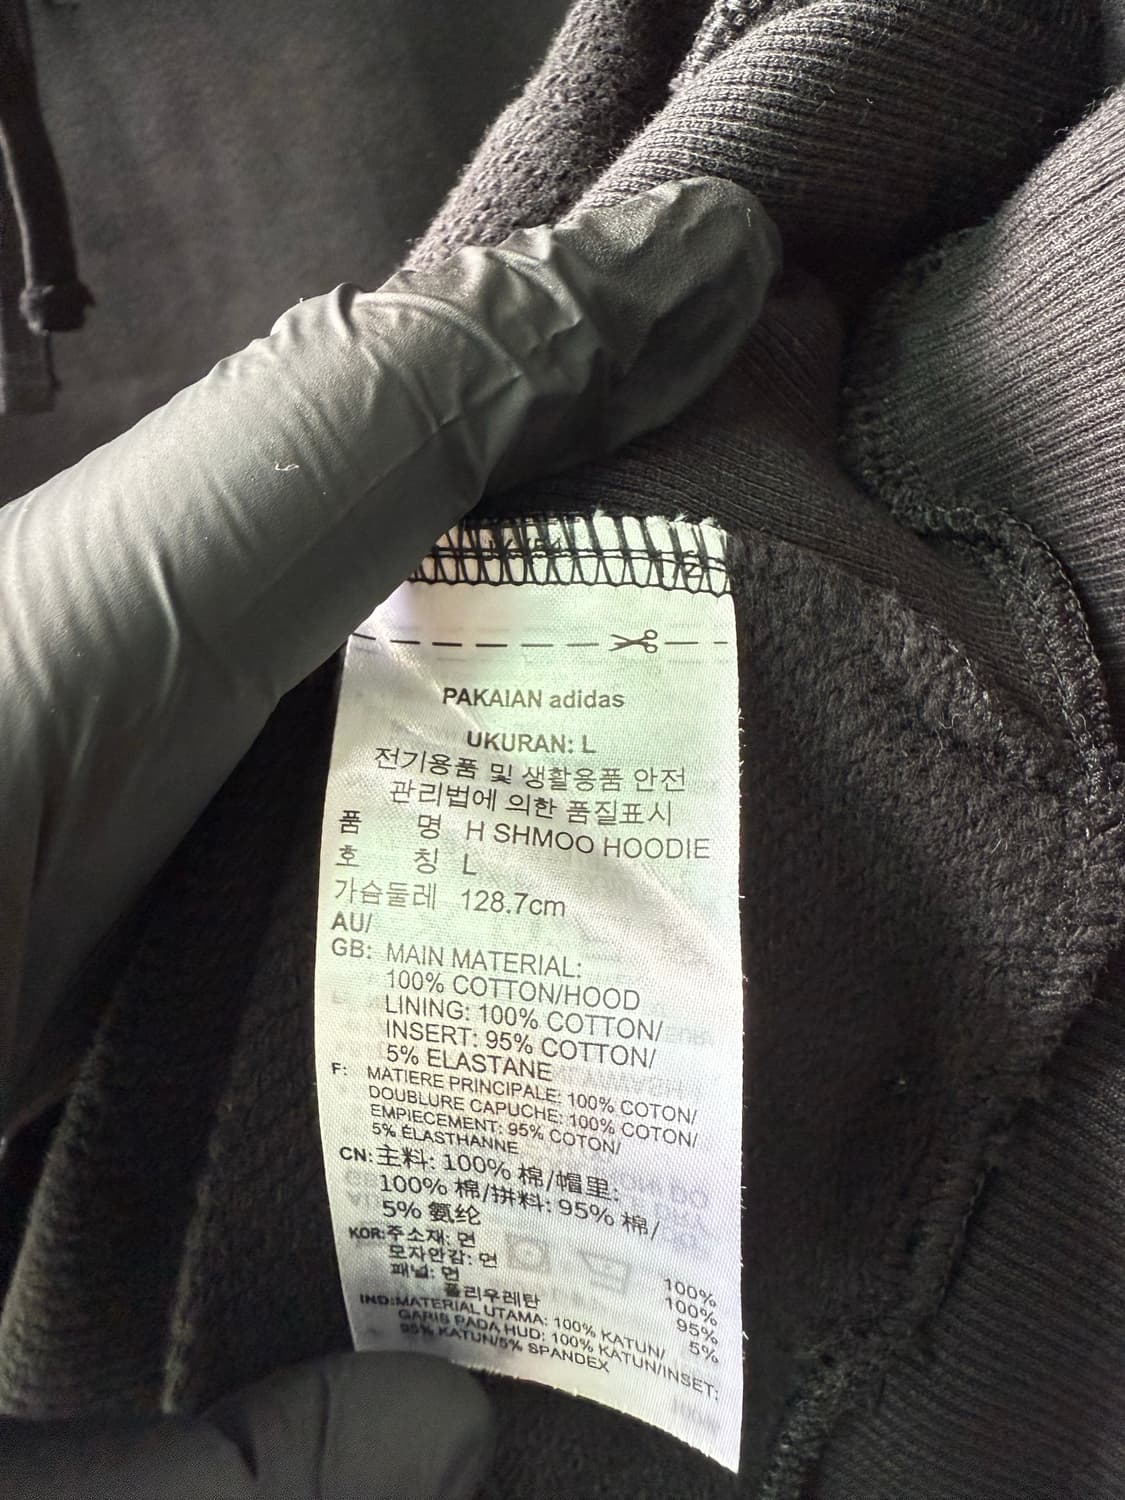 PAKAIAN adidas
UKURAN: L
전기용품 및 생활용품 안전
관리법에 의한 품질표시
품 명 H SHMOO HOODIE
호 칭 L
가슴둘레 128.7cm
AU/
GB: MAIN MATERIAL:
100% COTTON/HOOD
LINING: 100% COTTON/
INSERT: 95% COTTON/
5% ELASTANE
F: MATIERE PRINCIPALE: 100% COTON/
DOUBLURE CAPUCHE: 100% COTON/
EMPIECEMENT: 95% COTON/
5% ÉLASTHANNE
CN: 主料: 100% 棉/帽里:
100% 棉/拼料: 95% 棉/
5% 氨纶
KOR: 주소재: 면 100%
모자안감: 면 100%
패널: 면 95%
폴리우레탄 5%
IND: MATERIAL UTAMA: 100% KATUN/
GARIS PADA HUD: 100% KATUN/INSET:
95% KATUN/5% SPANDEX